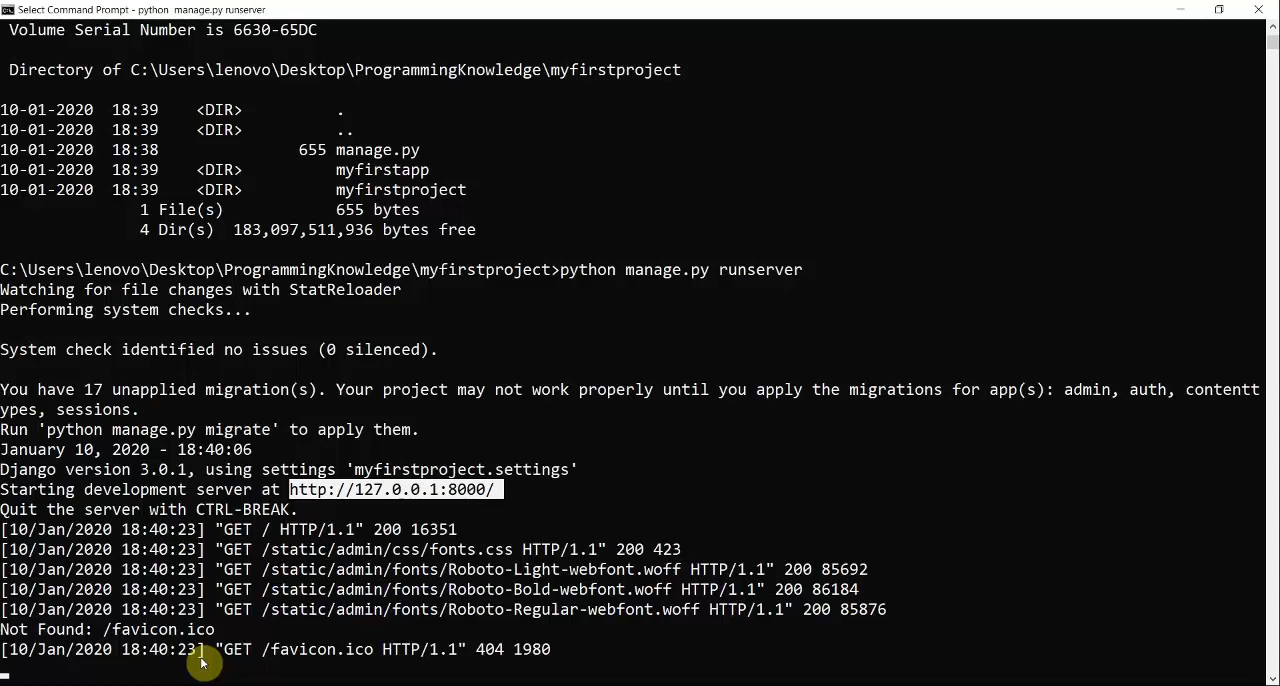 Select Command Prompt - python  manage.py runserver
Volume Serial Number is 6630-65DC
Directory of C:\Users\lenovo\Desktop\ProgrammingKnowledge\myfirstproject
10-01-2020  18:39    <DIR>          .
10-01-2020  18:39    <DIR>          ..
10-01-2020  18:38               655 manage.py
10-01-2020  18:39    <DIR>          myfirstapp
10-01-2020  18:39    <DIR>          myfirstproject
1 File(s)            655 bytes
4 Dir(s)  183,097,511,936 bytes free
C:\Users\lenovo\Desktop\ProgrammingKnowledge\myfirstproject>python manage.py runserver
Watching for file changes with StatReloader
Performing system checks...
System check identified no issues (0 silenced).
You have 17 unapplied migration(s). Your project may not work properly until you apply the migrations for app(s): admin, auth, contentt
ypes, sessions.
Run 'python manage.py migrate' to apply them.
January 10, 2020 - 18:40:06
Django version 3.0.1, using settings 'myfirstproject.settings'
Starting development server at http://127.0.0.1:8000/
Quit the server with CTRL-BREAK.
[10/Jan/2020 18:40:23] "GET / HTTP/1.1" 200 16351
[10/Jan/2020 18:40:23] "GET /static/admin/css/fonts.css HTTP/1.1" 200 423
[10/Jan/2020 18:40:23] "GET /static/admin/fonts/Roboto-Light-webfont.woff HTTP/1.1" 200 85692
[10/Jan/2020 18:40:23] "GET /static/admin/fonts/Roboto-Bold-webfont.woff HTTP/1.1" 200 86184
[10/Jan/2020 18:40:23] "GET /static/admin/fonts/Roboto-Regular-webfont.woff HTTP/1.1" 200 85876
Not Found: /favicon.ico
[10/Jan/2020 18:40:23] "GET /favicon.ico HTTP/1.1" 404 1980